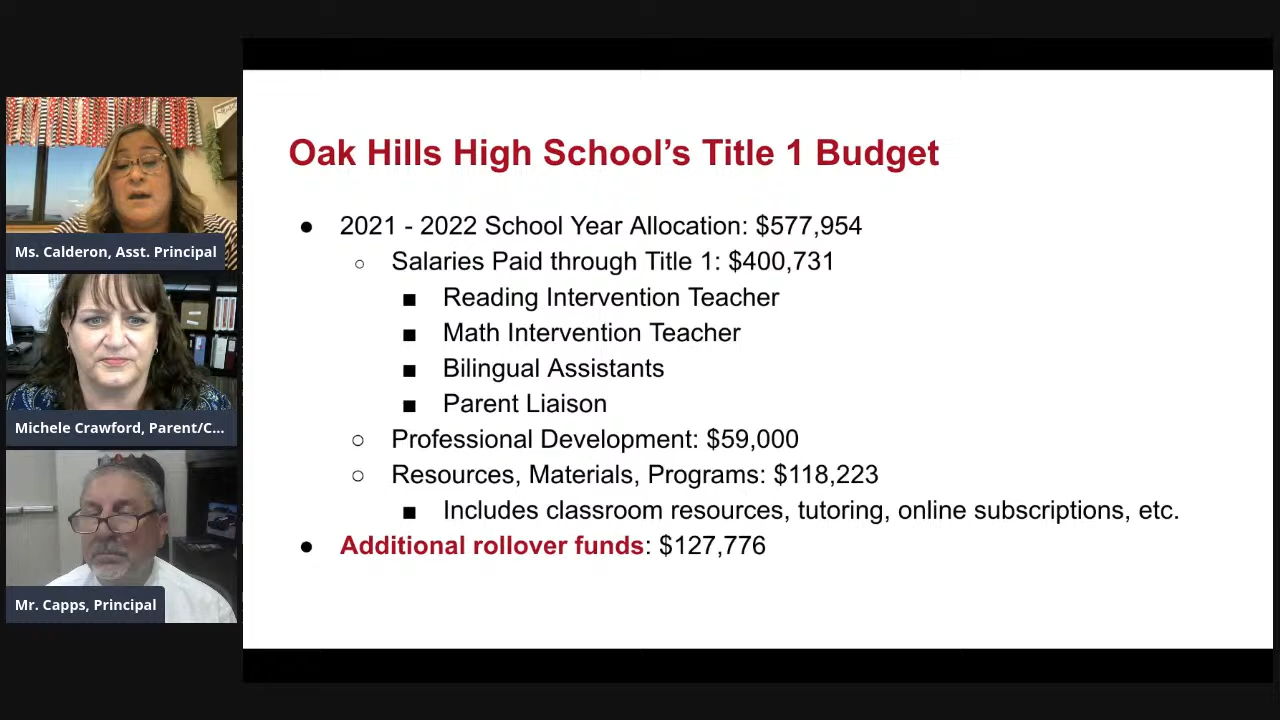 Ms. Calderon, Asst. Principal
Michele Crawford, Parent/C...
Mr. Capps, Principal
Oak Hills High School's Title 1 Budget
● 2021 - 2022 School Year Allocation: $577,954
○ Salaries Paid through Title 1: $400,731
■ Reading Intervention Teacher
■ Math Intervention Teacher
■ Bilingual Assistants
■ Parent Liaison
○ Professional Development: $59,000
○ Resources, Materials, Programs: $118,223
■ Includes classroom resources, tutoring, online subscriptions, etc.
● Additional rollover funds: $127,776